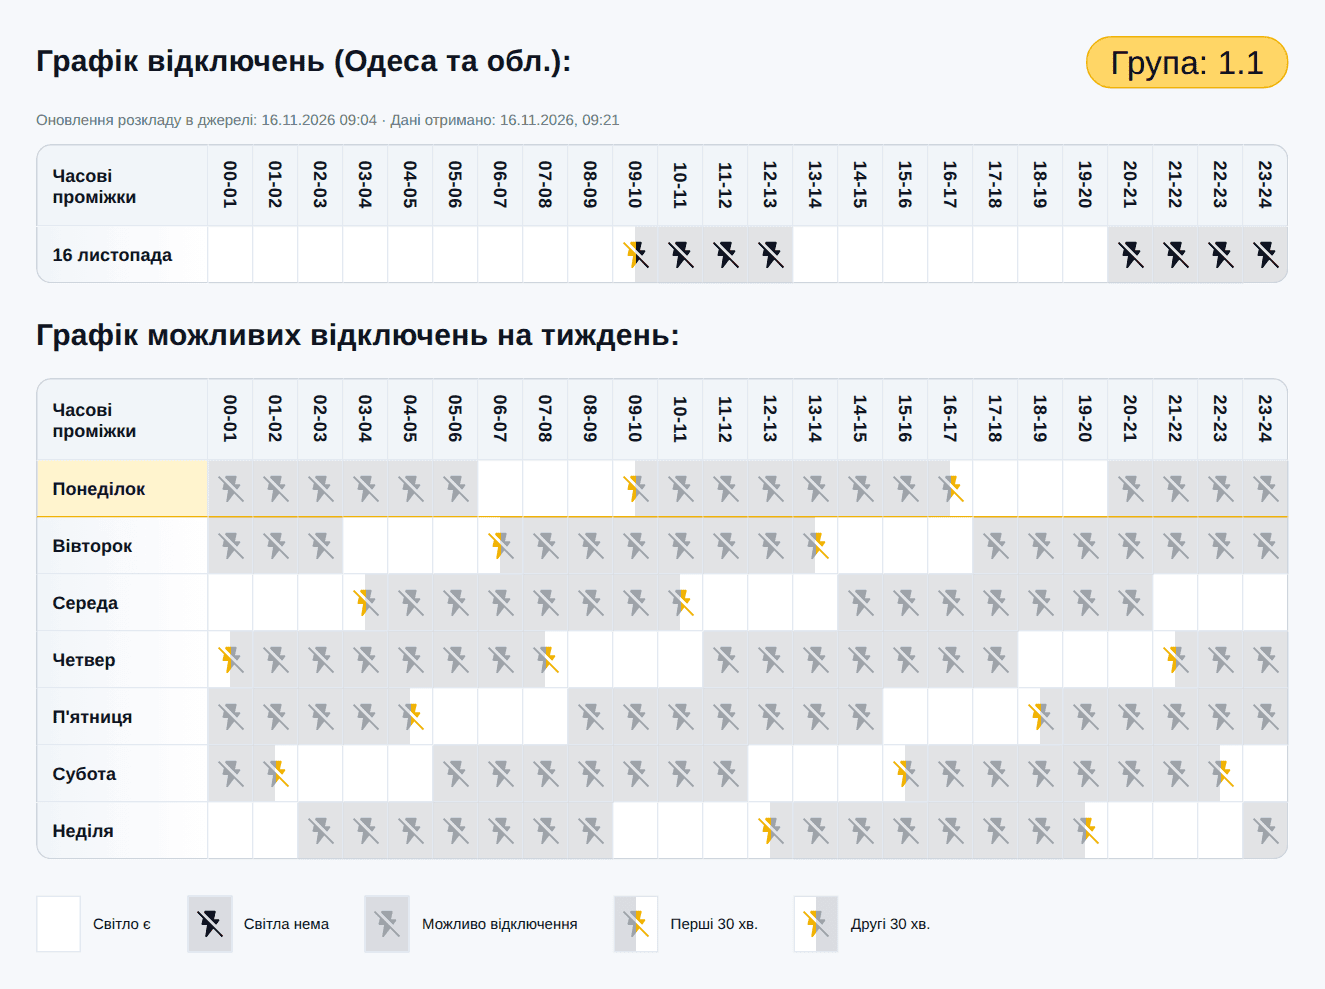 Графік відключень (Одеса та обл.):
Група: 1.1
Оновлення розкладу в джерелі: 16.11.2026 09:04 · Дані отримано: 16.11.2026, 09:21
Часові
проміжки
00-01 01-02 02-03 03-04 04-05 05-06 06-07 07-08 08-09 09-10 10-11 11-12 12-13 13-14 14-15 15-16 16-17 17-18 18-19 19-20 20-21 21-22 22-23 23-24
16 листопада
Графік можливих відключень на тиждень:
Часові
проміжки
00-01 01-02 02-03 03-04 04-05 05-06 06-07 07-08 08-09 09-10 10-11 11-12 12-13 13-14 14-15 15-16 16-17 17-18 18-19 19-20 20-21 21-22 22-23 23-24
Понеділок
Вівторок
Середа
Четвер
П'ятниця
Субота
Неділя
Світло є
Світла нема
Можливо відключення
Перші 30 хв.
Другі 30 хв.